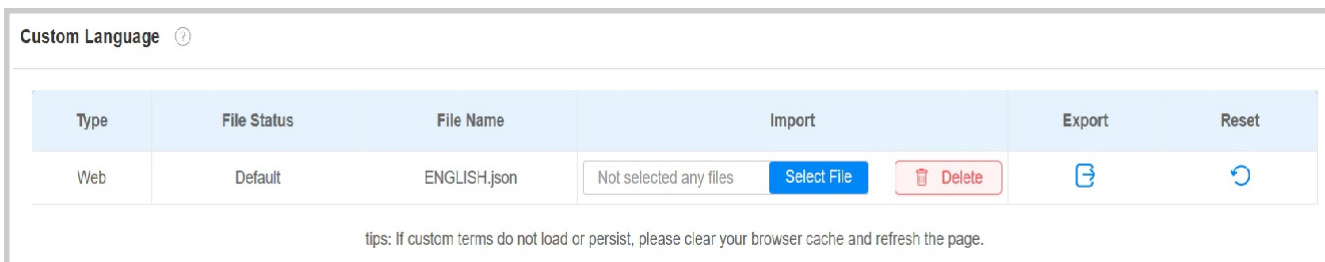 Custom Language ?
Type File Status File Name Import Export Reset
Web Default ENGLISH.json Not selected any files Select File Delete
tips: If custom terms do not load or persist, please clear your browser cache and refresh the page.